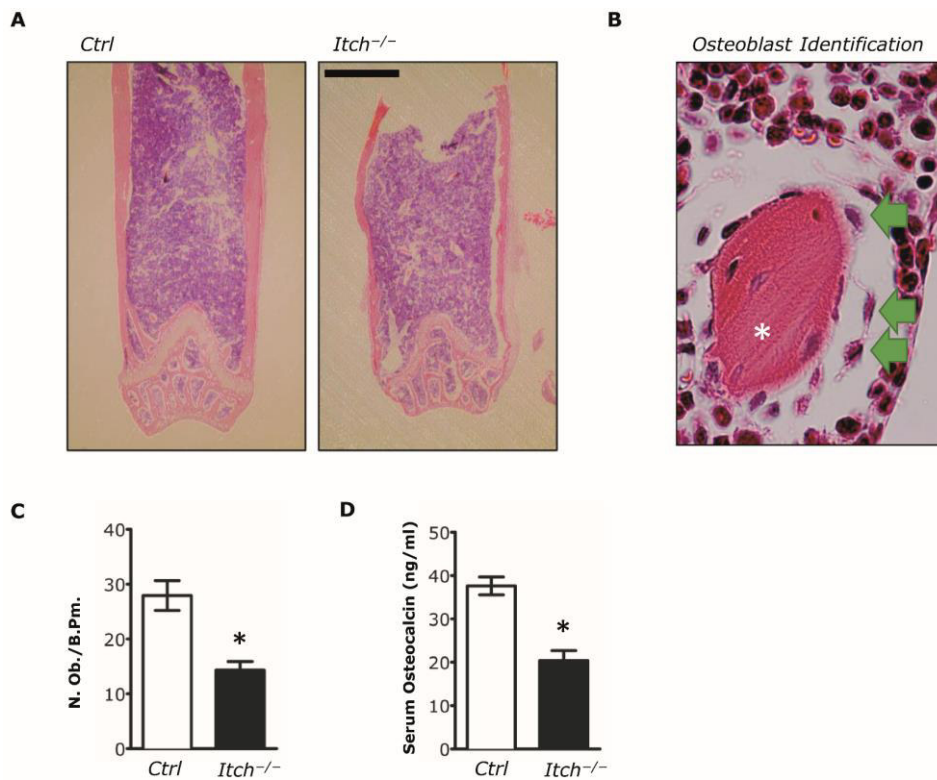 A
Ctrl
Itch−/−
B
Osteoblast Identification
*
C
N. Ob./B.Pm.
40
30
20
10
0
*
Ctrl
Itch−/−
D
Serum Osteocalcin (ng/ml)
50
40
30
20
10
0
*
Ctrl
Itch−/−